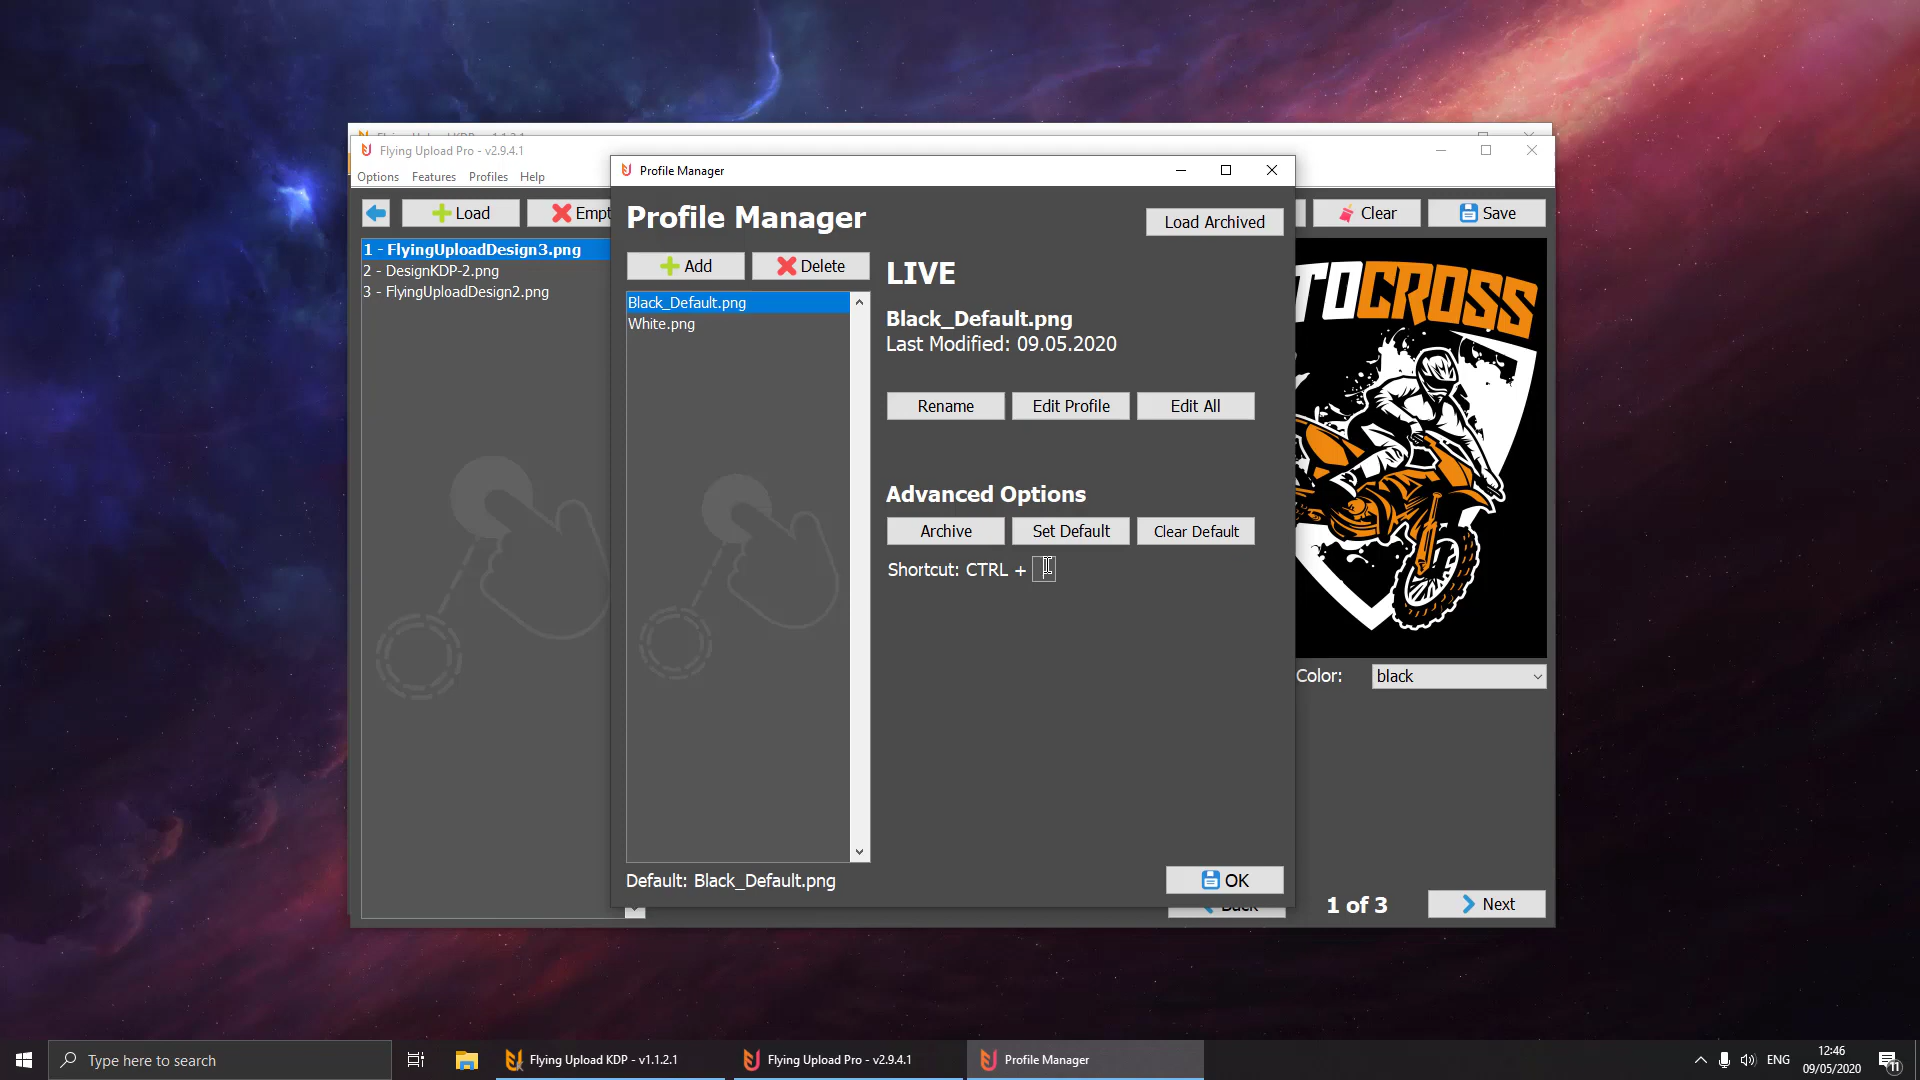 Flying Upload Pro - v2.9.4.1
Options Features Profiles Help
Load
Clear
Save
1 - FlyingUploadDesign3.png
2 - DesignKDP-2.png
3 - FlyingUploadDesign2.png
Profile Manager
Profile Manager
Load Archived
Add
Delete
Black_Default.png
White.png
LIVE
Black_Default.png
Last Modified: 09.05.2020
Rename
Edit Profile
Edit All
Advanced Options
Archive
Set Default
Clear Default
Shortcut: CTRL +
Default: Black_Default.png
OK
CROSS
Color:
black
Back
1 of 3
Next
Type here to search
Flying Upload KDP - v1.1.2.1
Flying Upload Pro - v2.9.4.1
Profile Manager
ENG
12:46
09/05/2020
11